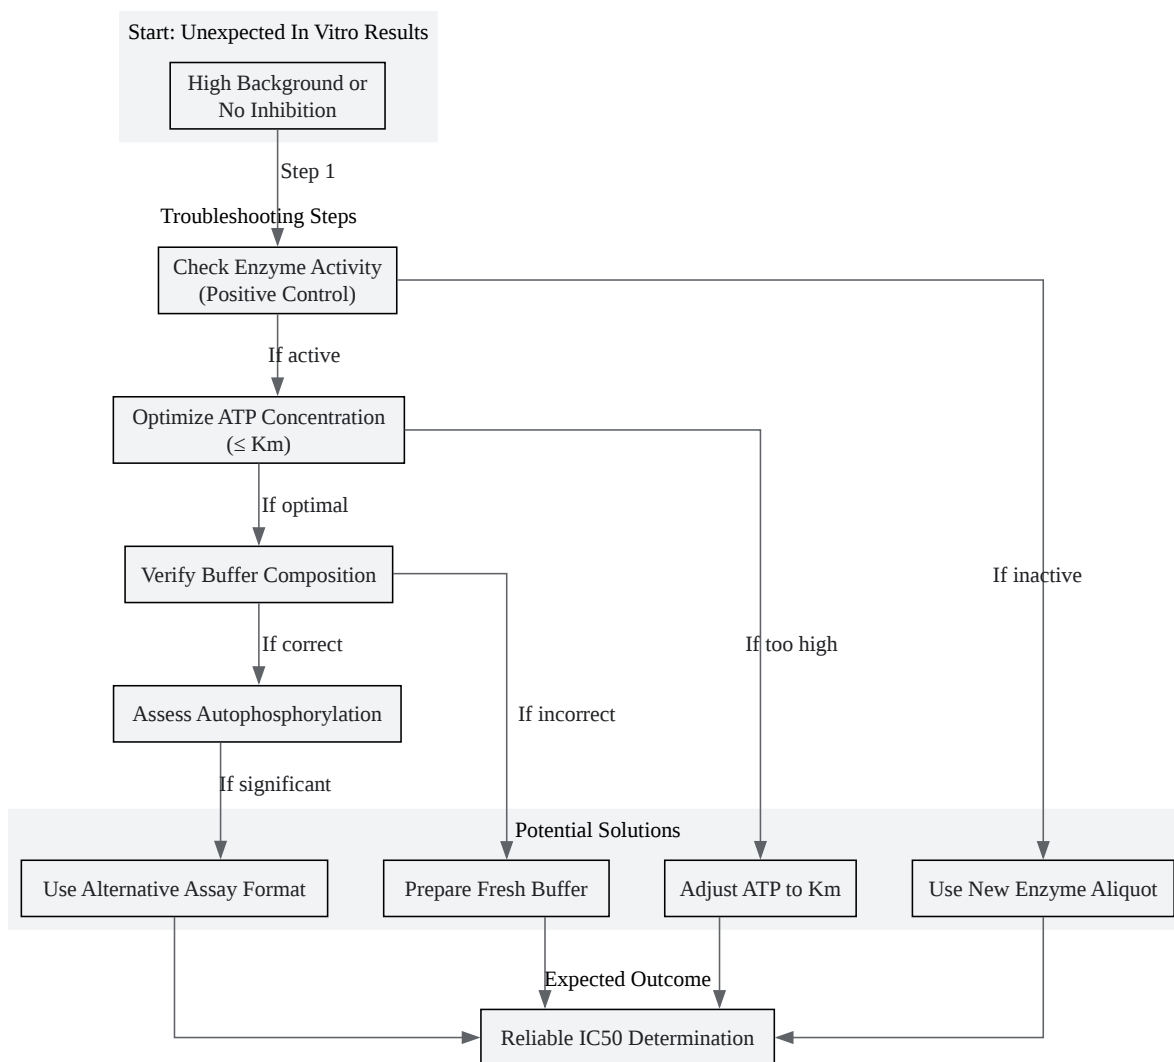 Start: Unexpected In Vitro Results
High Background or
No Inhibition
Step 1
Troubleshooting Steps
Check Enzyme Activity
(Positive Control)
If active
Optimize ATP Concentration
(≤ Km)
If optimal
Verify Buffer Composition
If inactive
If correct
If too high
Assess Autophosphorylation
If incorrect
If significant
Potential Solutions
Use Alternative Assay Format
Prepare Fresh Buffer
Adjust ATP to Km
Use New Enzyme Aliquot
Expected Outcome
Reliable IC50 Determination